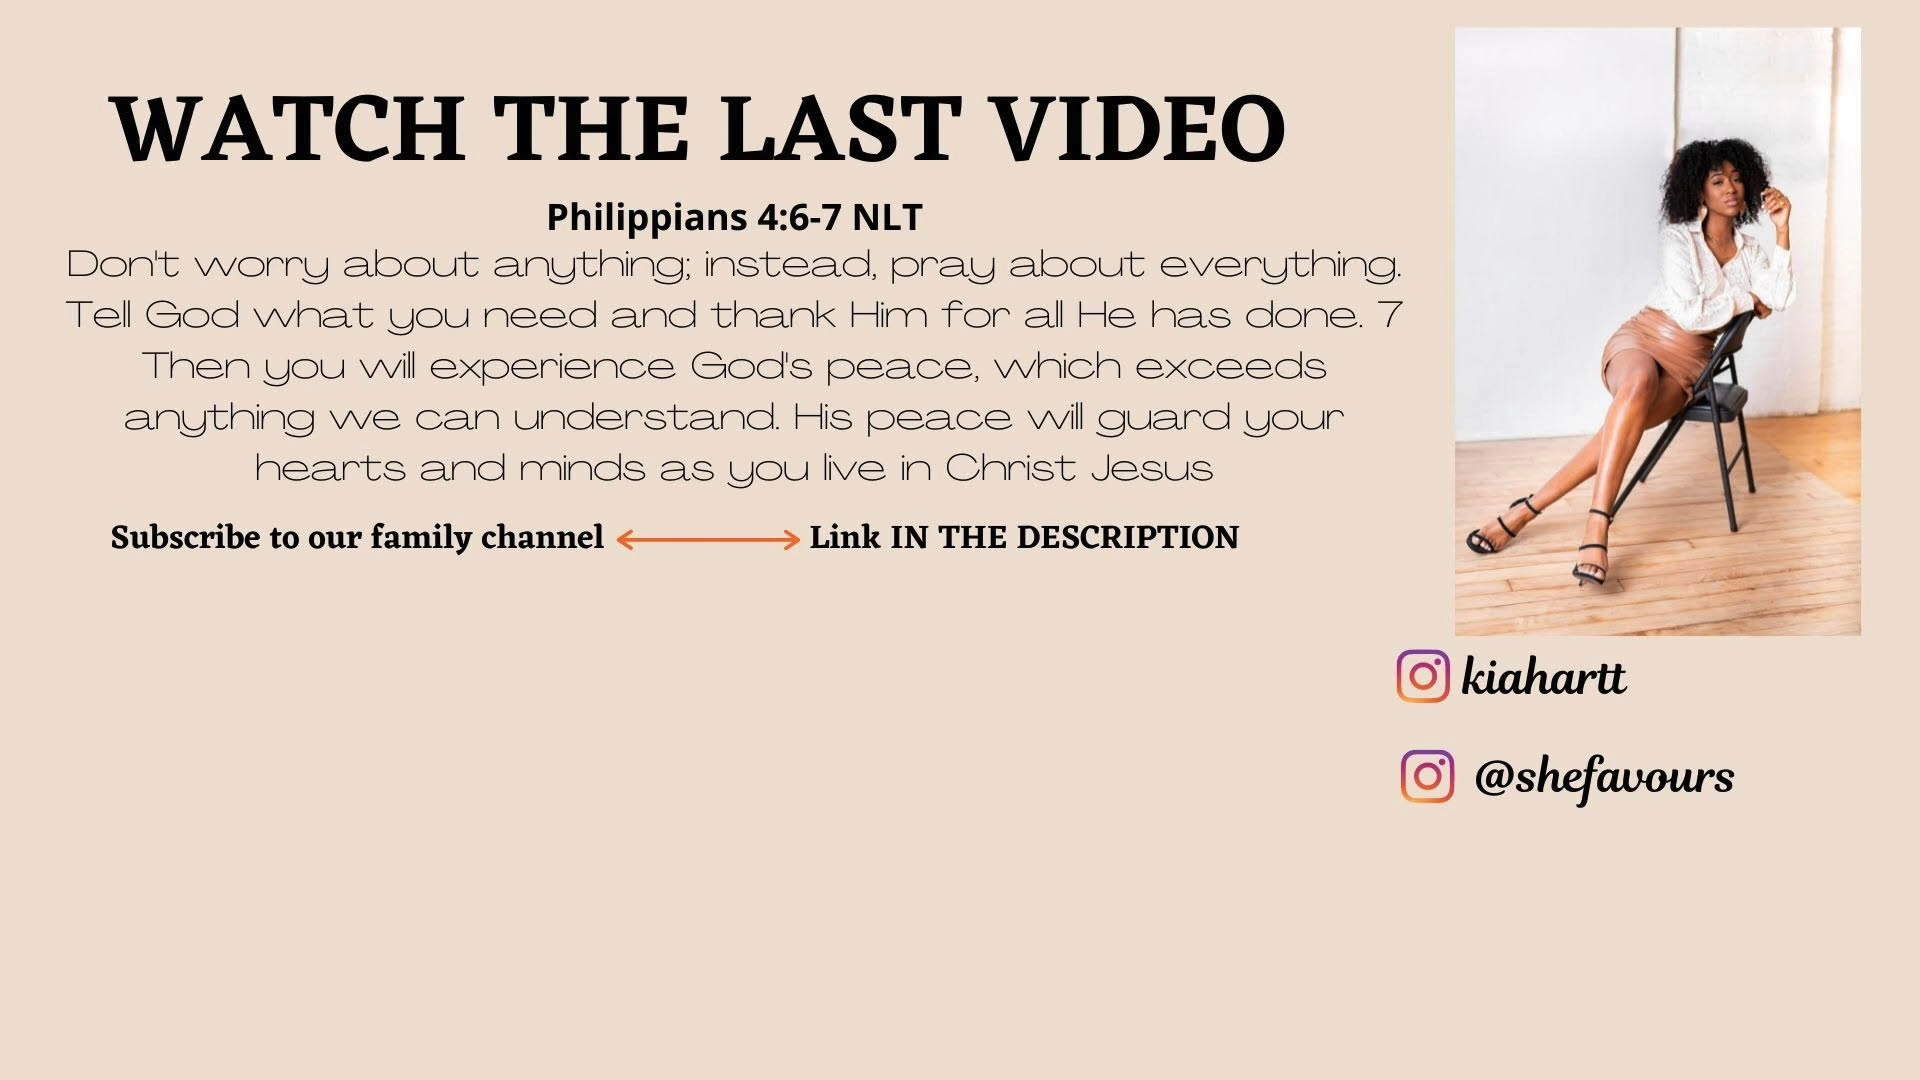 WATCH THE LAST VIDEO
Philippians 4:6-7 NLT
Don't worry about anything; instead, pray about everything.
Tell God what you need and thank Him for all He has done. 7
Then you will experience God's peace, which exceeds
anything we can understand. His peace will guard your
hearts and minds as you live in Christ Jesus
Subscribe to our family channel Link IN THE DESCRIPTION
kiahartt
@shefavours